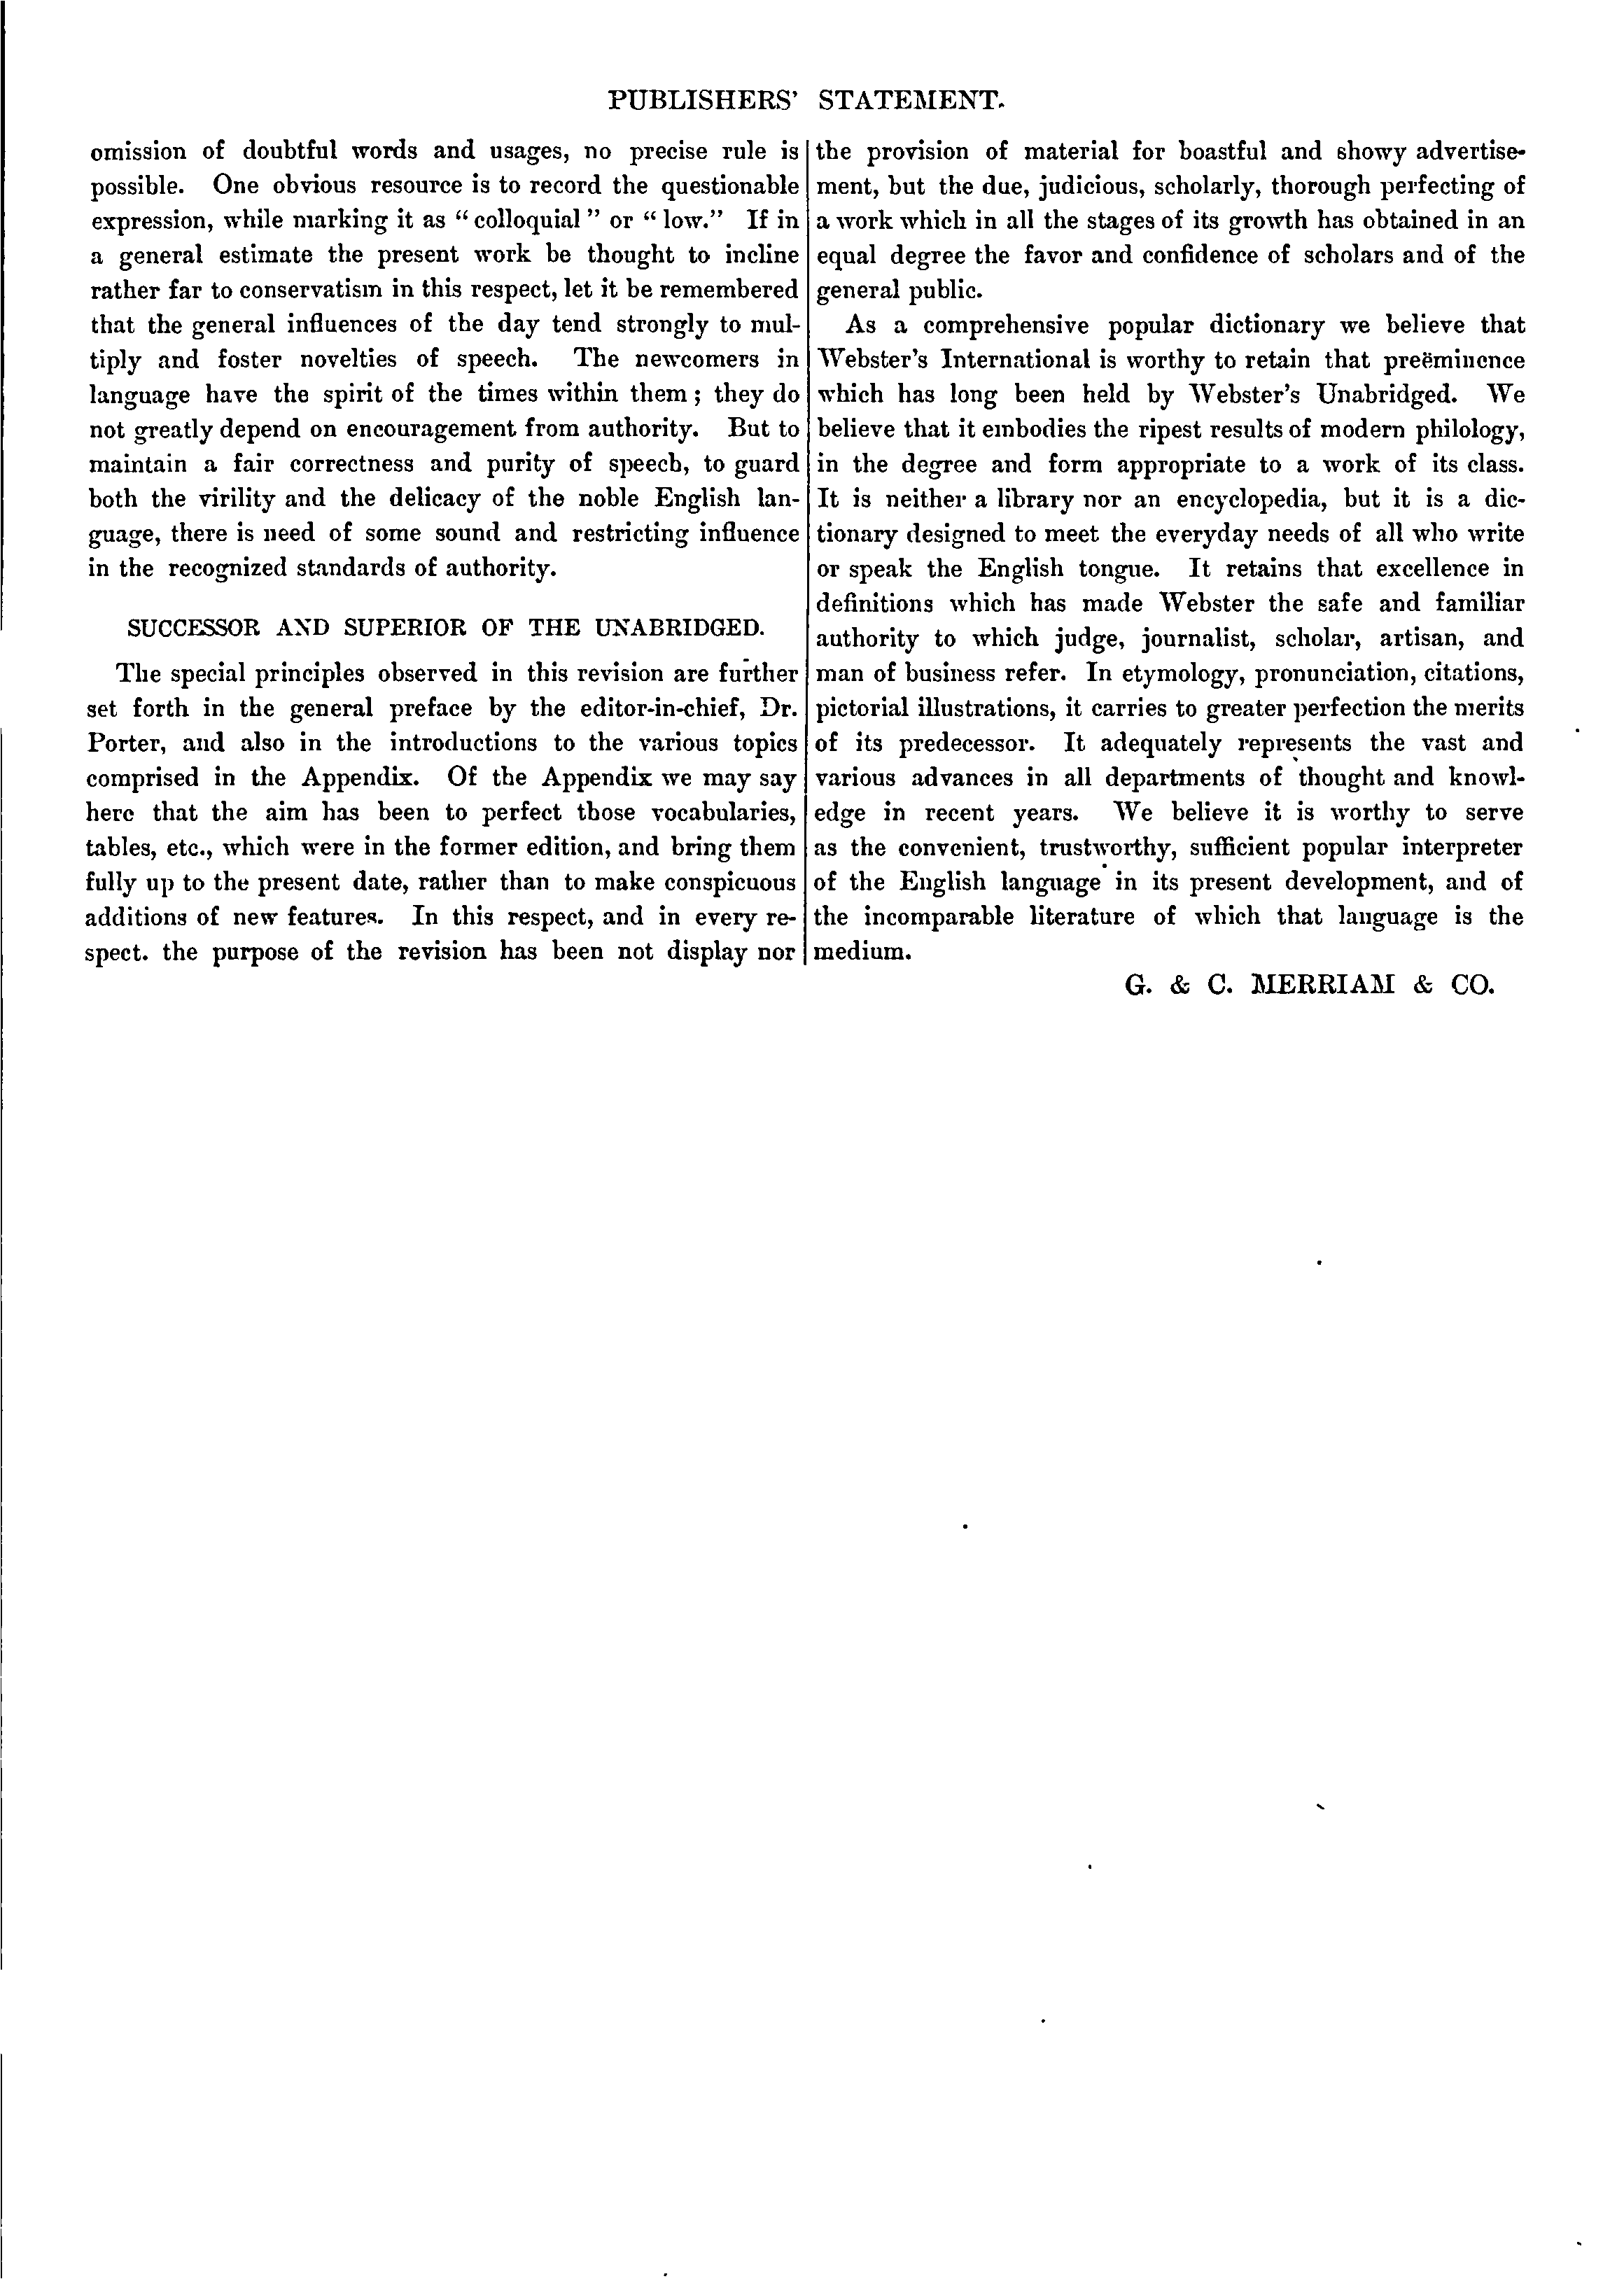 PUBLISHERS' STATEMENT.
omission of doubtful words and usages, no precise rule is
possible. One obvious resource is to record the questionable
expression, while marking it as “ colloquial ” or “ low.” If in
a general estimate the present work be thought to incline
rather far to conservatism in this respect, let it be remembered
that the general influences of the day tend strongly to mul-
tiply and foster novelties of speech. The newcomers in
language have the spirit of the times within them ; they do
not greatly depend on encouragement from authority. But to
maintain a fair correctness and purity of speech, to guard
both the virility and the delicacy of the noble English lan-
guage, there is need of some sound and restricting influence
in the recognized standards of authority.
SUCCESSOR AND SUPERIOR OF THE UNABRIDGED.
The special principles observed in this revision are further
set forth in the general preface by the editor-in-chief, Dr.
Porter, and also in the introductions to the various topics
comprised in the Appendix. Of the Appendix we may say
here that the aim has been to perfect those vocabularies,
tables, etc., which were in the former edition, and bring them
fully up to the present date, rather than to make conspicuous
additions of new features. In this respect, and in every re-
spect. the purpose of the revision has been not display nor
the provision of material for boastful and showy advertise-
ment, but the due, judicious, scholarly, thorough perfecting of
a work which in all the stages of its growth has obtained in an
equal degree the favor and confidence of scholars and of the
general public.
As a comprehensive popular dictionary we believe that
Webster's International is worthy to retain that preëminence
which has long been held by Webster's Unabridged. We
believe that it embodies the ripest results of modern philology,
in the degree and form appropriate to a work of its class.
It is neither a library nor an encyclopedia, but it is a dic-
tionary designed to meet the everyday needs of all who write
or speak the English tongue. It retains that excellence in
definitions which has made Webster the safe and familiar
authority to which judge, journalist, scholar, artisan, and
man of business refer. In etymology, pronunciation, citations,
pictorial illustrations, it carries to greater perfection the merits
of its predecessor. It adequately represents the vast and
various advances in all departments of thought and knowl-
edge in recent years. We believe it is worthy to serve
as the convenient, trustworthy, sufficient popular interpreter
of the English language in its present development, and of
the incomparable literature of which that language is the
medium.
G. & C. MERRIAM & CO.